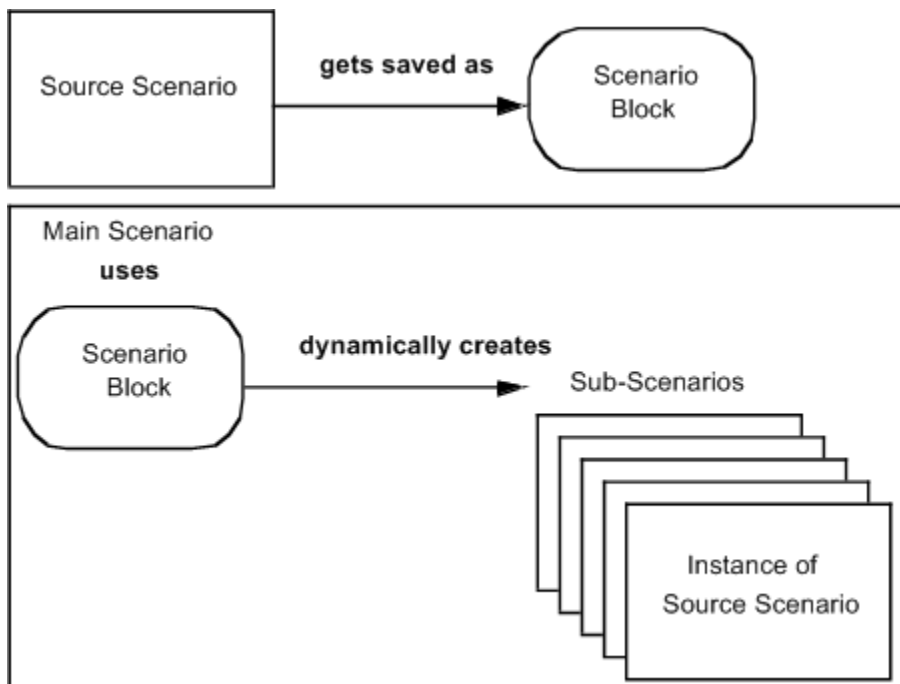 Source Scenario
gets saved as
Scenario
Block
Main Scenario
uses
Scenario
Block
dynamically creates
Sub-Scenarios
Instance of
Source Scenario